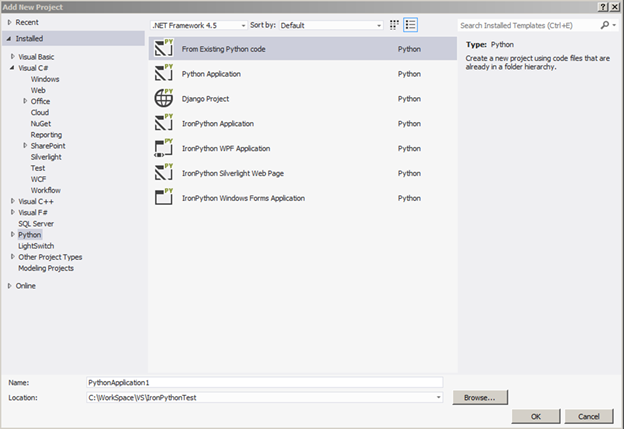 Add New Project
Recent
.NET Framework 4.5 Sort by: Default
Search Installed Templates (Ctrl+E)
Installed
Visual Basic
Visual C#
Windows
Web
Office
Cloud
NuGet
Reporting
SharePoint
Silverlight
Test
WCF
Workflow
Visual C++
Visual F#
SQL Server
Python
LightSwitch
Other Project Types
Modeling Projects
Online
From Existing Python code Python
Python Application Python
Django Project Python
IronPython Application Python
IronPython WPF Application Python
IronPython Silverlight Web Page Python
IronPython Windows Forms Application Python
Type: Python
Create a new project using code files that are
already in a folder hierarchy.
Name: PythonApplication1
Location: C:\WorkSpace\VS\IronPythonTest
Browse...
OK Cancel